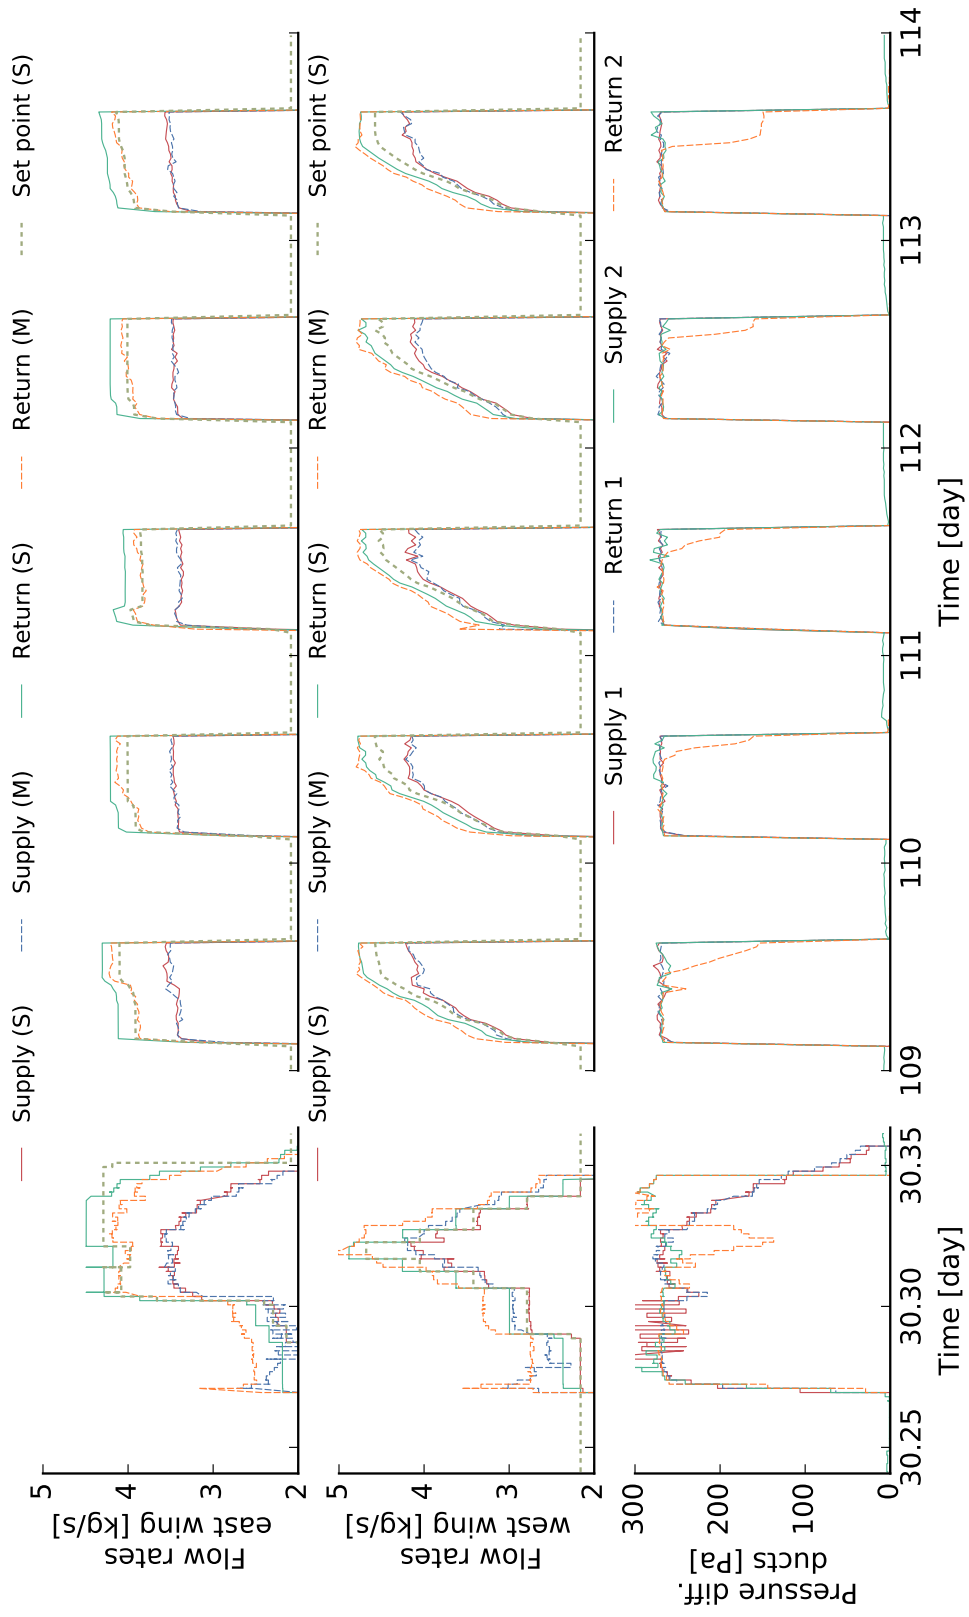 Supply (S) Supply (M) Return (S) Return (M) Set point (S)
Flow rates
east wing [kg/s]
5
4
3
2
Supply (S) Supply (M) Return (S) Return (M) Set point (S)
Flow rates
west wing [kg/s]
5
4
3
2
Supply 1 Return 1 Supply 2 Return 2
Pressure diff.
ducts [Pa]
300
200
100
0
30.25 30.30 30.35 109 110 111 112 113 114
Time [day] Time [day]